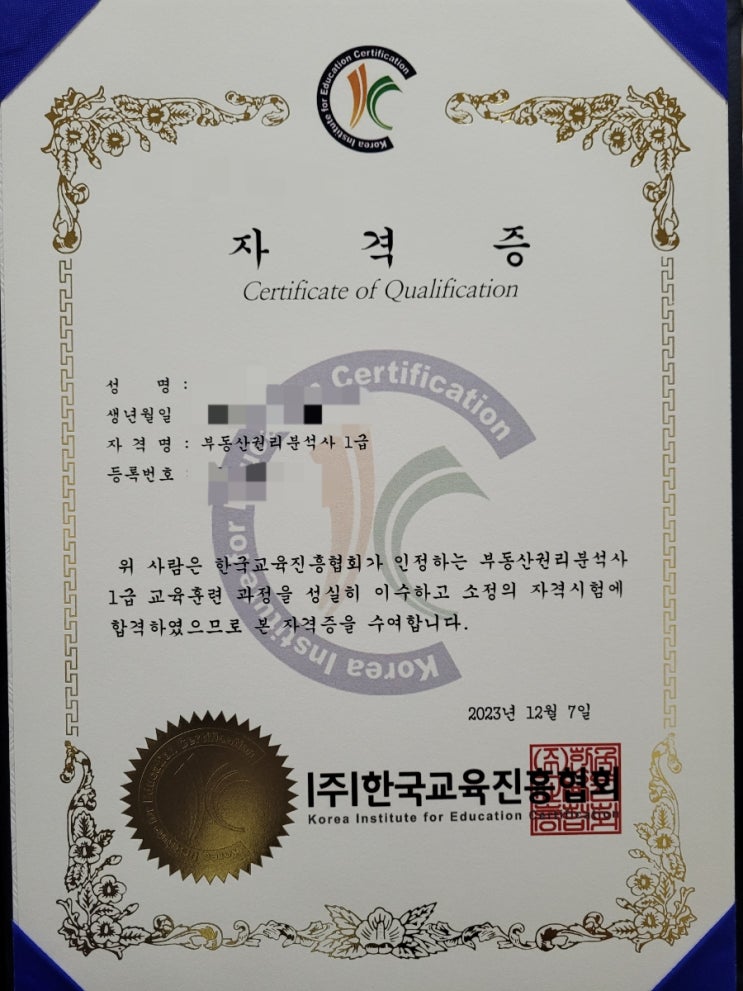 Korea Institute for Education Certification
자 격 증
Certificate of Qualification
성 명 :
생년월일
자 격 명 : 부동산권리분석사 1급
등록번호 :
위 사람은 한국교육진흥협회가 인정하는 부동산권리분석사
1급 교육훈련 과정을 성실히 이수하고 소정의 자격시험에
합격하였으므로 본 자격증을 수여합니다.
Korea Institute for Certification
2023년 12월 7일
(주)한국교육진흥협회
Korea Institute for Education Certification